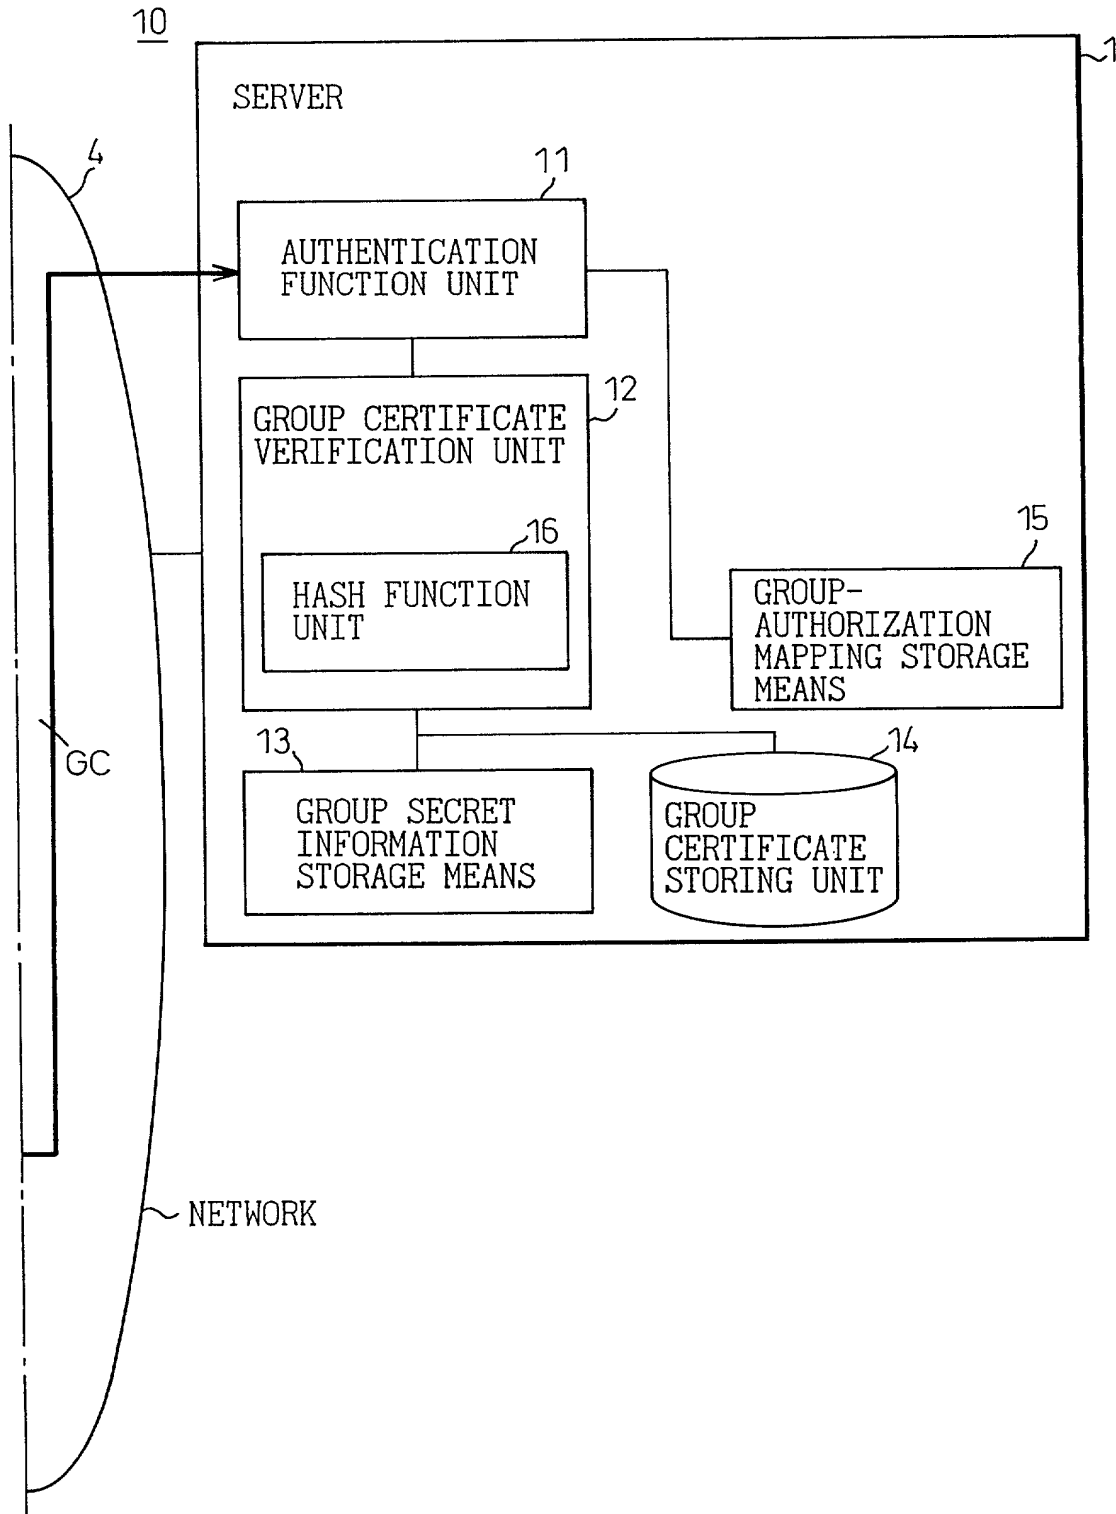 10
1
SERVER
4
11
AUTHENTICATION
FUNCTION UNIT
12
GROUP CERTIFICATE
VERIFICATION UNIT
16
HASH FUNCTION
UNIT
15
GROUP-
AUTHORIZATION
MAPPING STORAGE
MEANS
GC
13
GROUP SECRET
INFORMATION
STORAGE MEANS
14
GROUP
CERTIFICATE
STORING UNIT
NETWORK